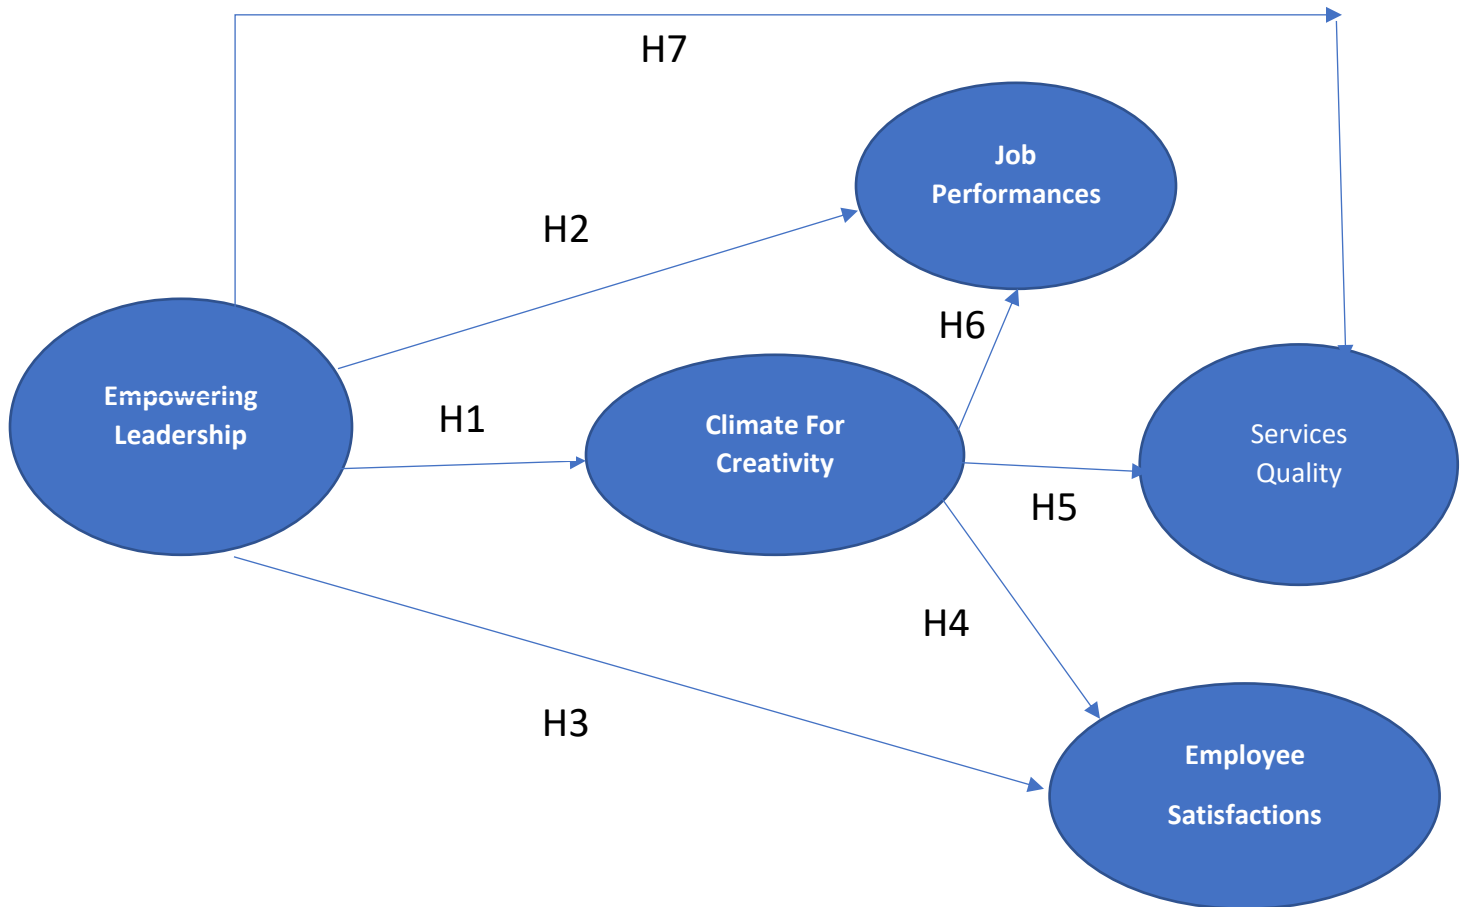 H7
Job
Performances
H2
H6
Empowering
Leadership
H1
Climate For
Creativity
Services
Quality
H5
H4
H3
Employee
Satisfactions